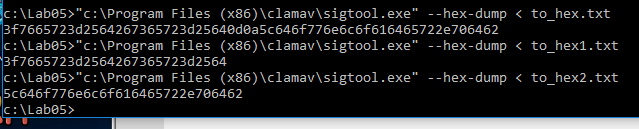 c:\Lab05>"c:\Program Files (x86)\clamav\sigtool.exe" --hex-dump < to_hex.txt
3f7665723d2564267365723d25640d0a5c646f776e6c6f616465722e706462
c:\Lab05>"c:\Program Files (x86)\clamav\sigtool.exe" --hex-dump < to_hex1.txt
3f7665723d2564267365723d2564
c:\Lab05>"c:\Program Files (x86)\clamav\sigtool.exe" --hex-dump < to_hex2.txt
5c646f776e6c6f616465722e706462
c:\Lab05>